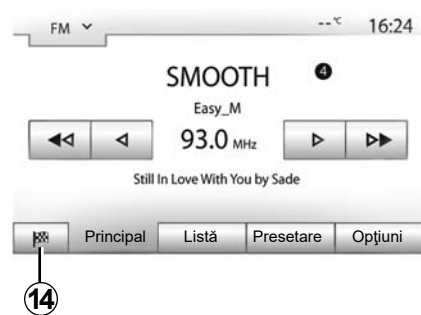 FM --°C 16:24
SMOOTH 4
Easy_M
93.0 MHz
Still In Love With You by Sade
Principal Listă Presetare Opţiuni
14